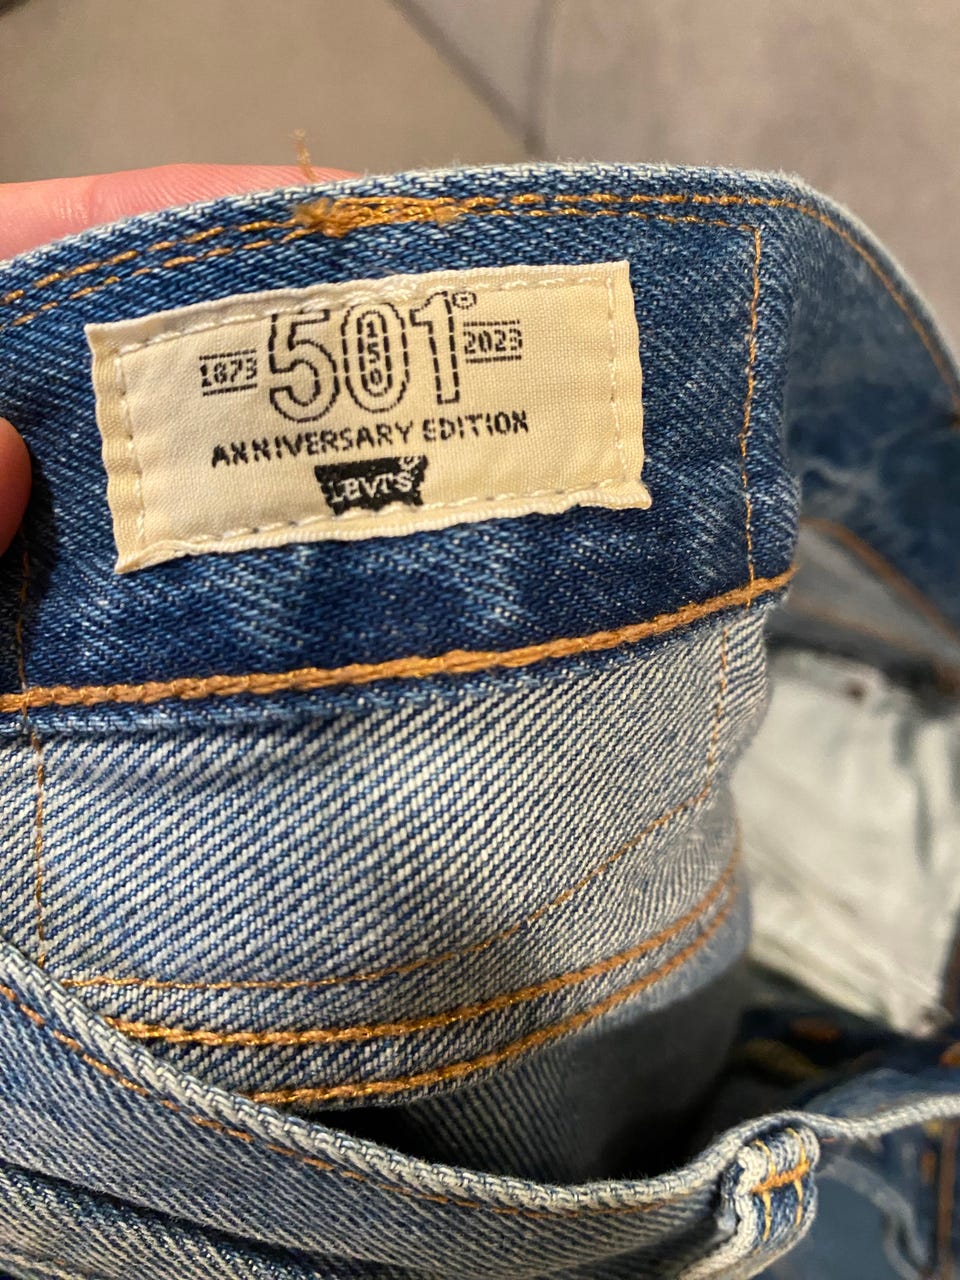 1873 501® 2023
150
ANNIVERSARY EDITION
LEVI'S®